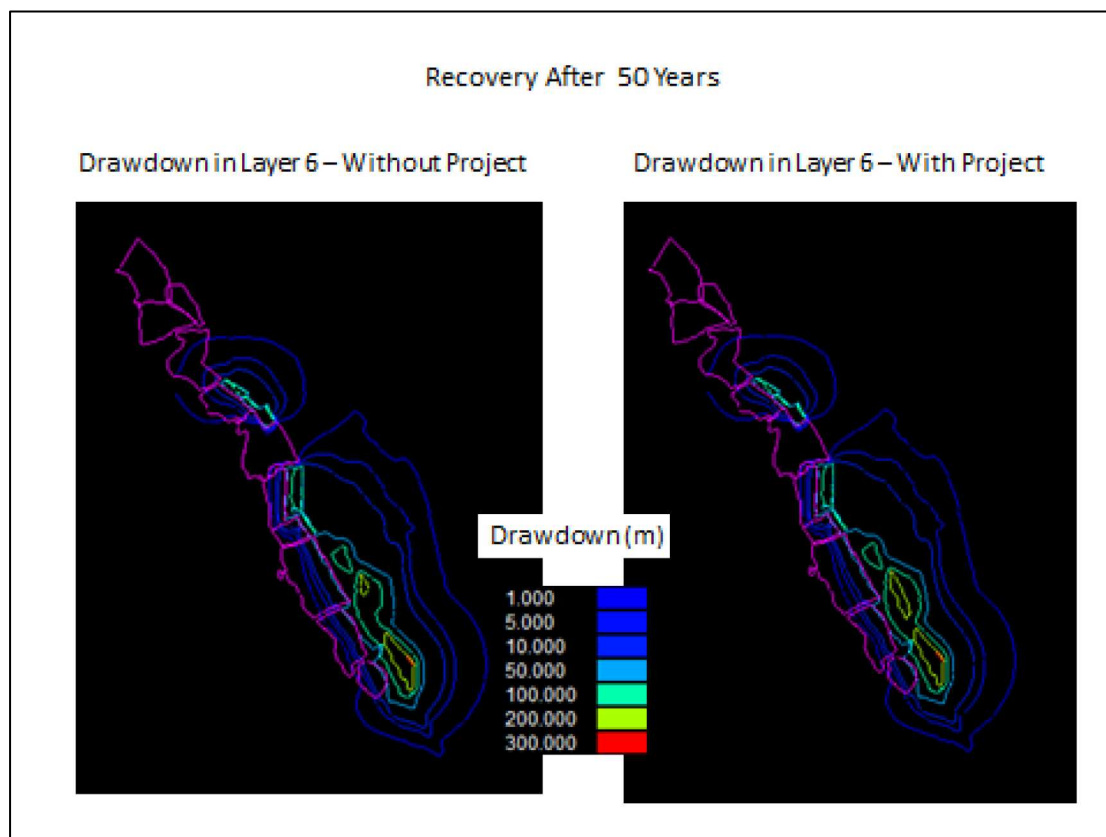 Recovery After 50 Years
Drawdown in Layer 6 – Without Project
Drawdown in Layer 6 – With Project
Drawdown (m)
1.000
5.000
10.000
50.000
100.000
200.000
300.000